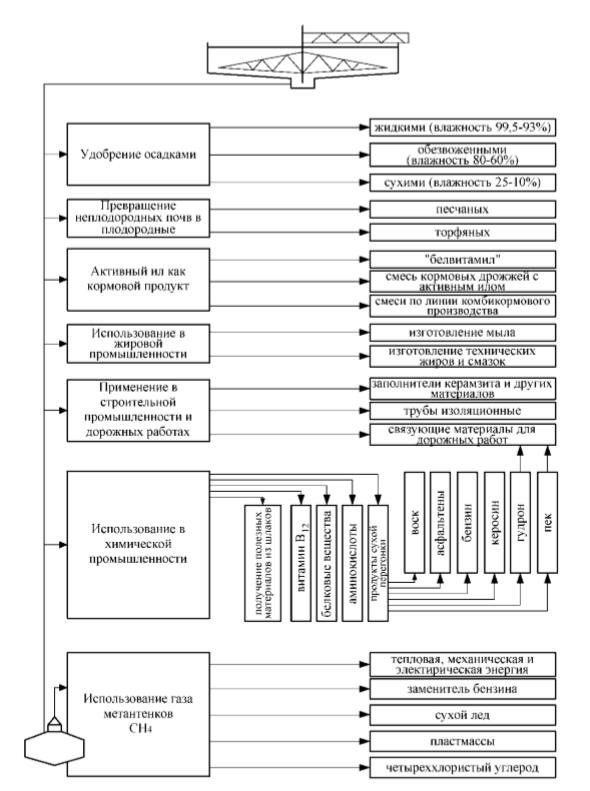 жидкими (влажность 99,5-93%)
Удобрение осадками
обезвоженными
(влажность 80-60%)
сухими (влажность 25-10%)
Превращение
неплодородных почв в
плодородные
песчаных
торфяных
Активный ил как
кормовой продукт
"белвитамил"
смесь кормовых дрожжей с
активным илом
смеси по линии комбикормового
производства
Использование в
жировой
промышленности
изготовление мыла
изготовление технических
жиров и смазок
Применение в
строительной
промышленности и
дорожных работах
заполнители керамзита и других
материалов
трубы изоляционные
связующие материалы для
дорожных работ
Использование в
химической
промышленности
получение полезных
материалов из шлаков
витамин B12
белковые вещества
аминокислоты
продукты сухой
перегонки
воск
асфальтены
бензин
керосин
гудрон
пек
Использование газа
метантенков
CH4
тепловая, механическая и
электирическая энергия
заменитель бензина
сухой лед
пластмассы
четыреххлористый углерод